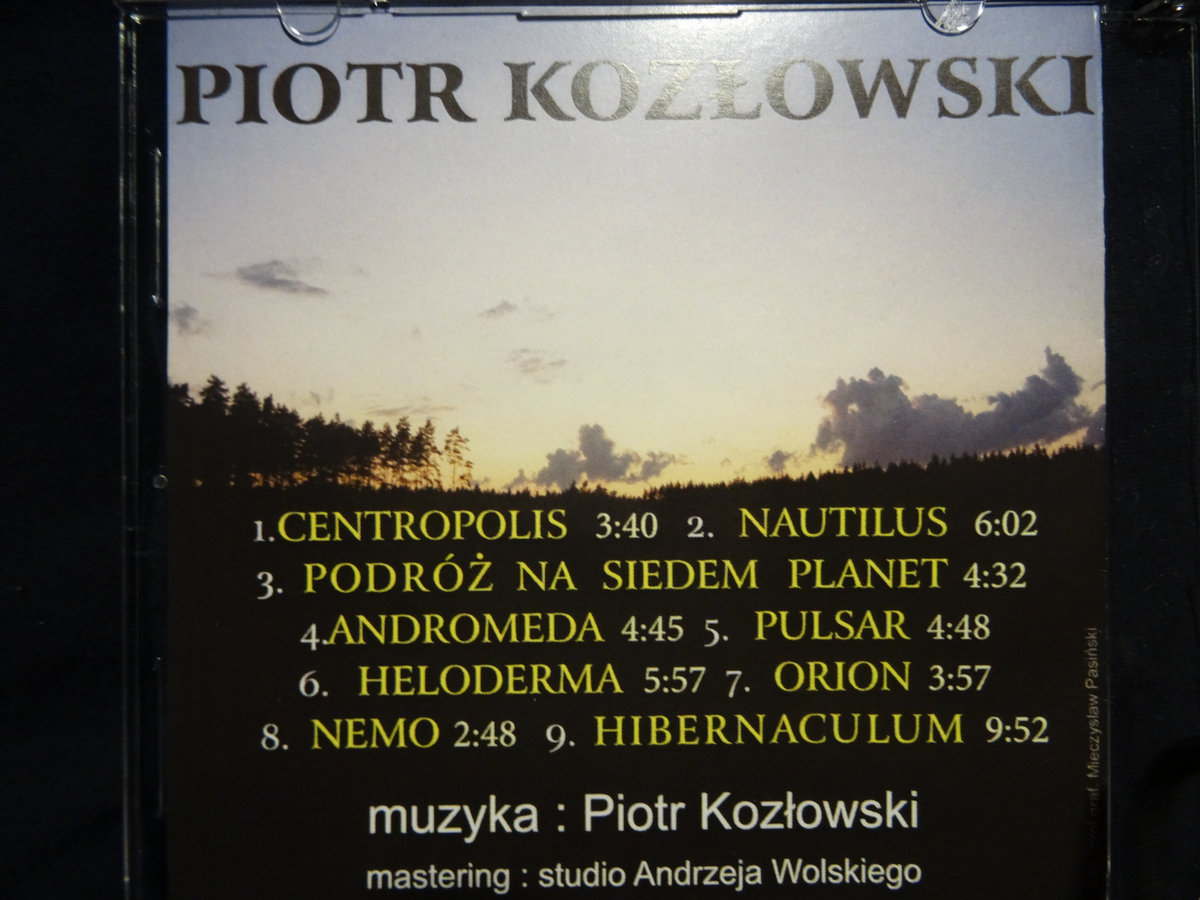 PIOTR KOZŁOWSKI
1.CENTROPOLIS 3:40 2. NAUTILUS 6:02
3. PODRÓŻ NA SIEDEM PLANET 4:32
4.ANDROMEDA 4:45 5. PULSAR 4:48
6. HELODERMA 5:57 7. ORION 3:57
8. NEMO 2:48 9. HIBERNACULUM 9:52
muzyka : Piotr Kozłowski
mastering : studio Andrzeja Wolskiego
Mieczysław Pasiński